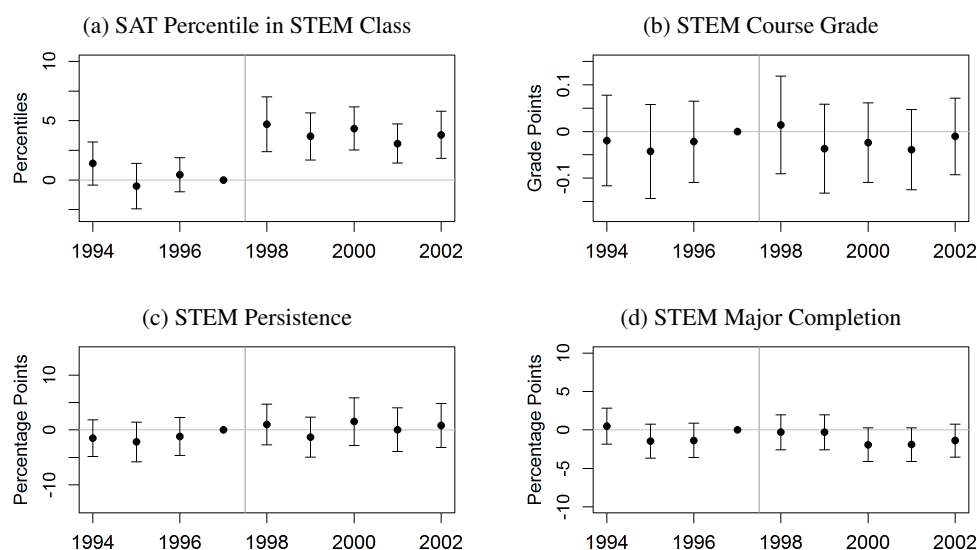 (a) SAT Percentile in STEM Class
Percentiles
10
5
0
1994 1996 1998 2000 2002
(b) STEM Course Grade
Grade Points
0.1
0
-0.1
1994 1996 1998 2000 2002
(c) STEM Persistence
Percentage Points
10
0
-10
1994 1996 1998 2000 2002
(d) STEM Major Completion
Percentage Points
10
5
0
-5
-10
1994 1996 1998 2000 2002